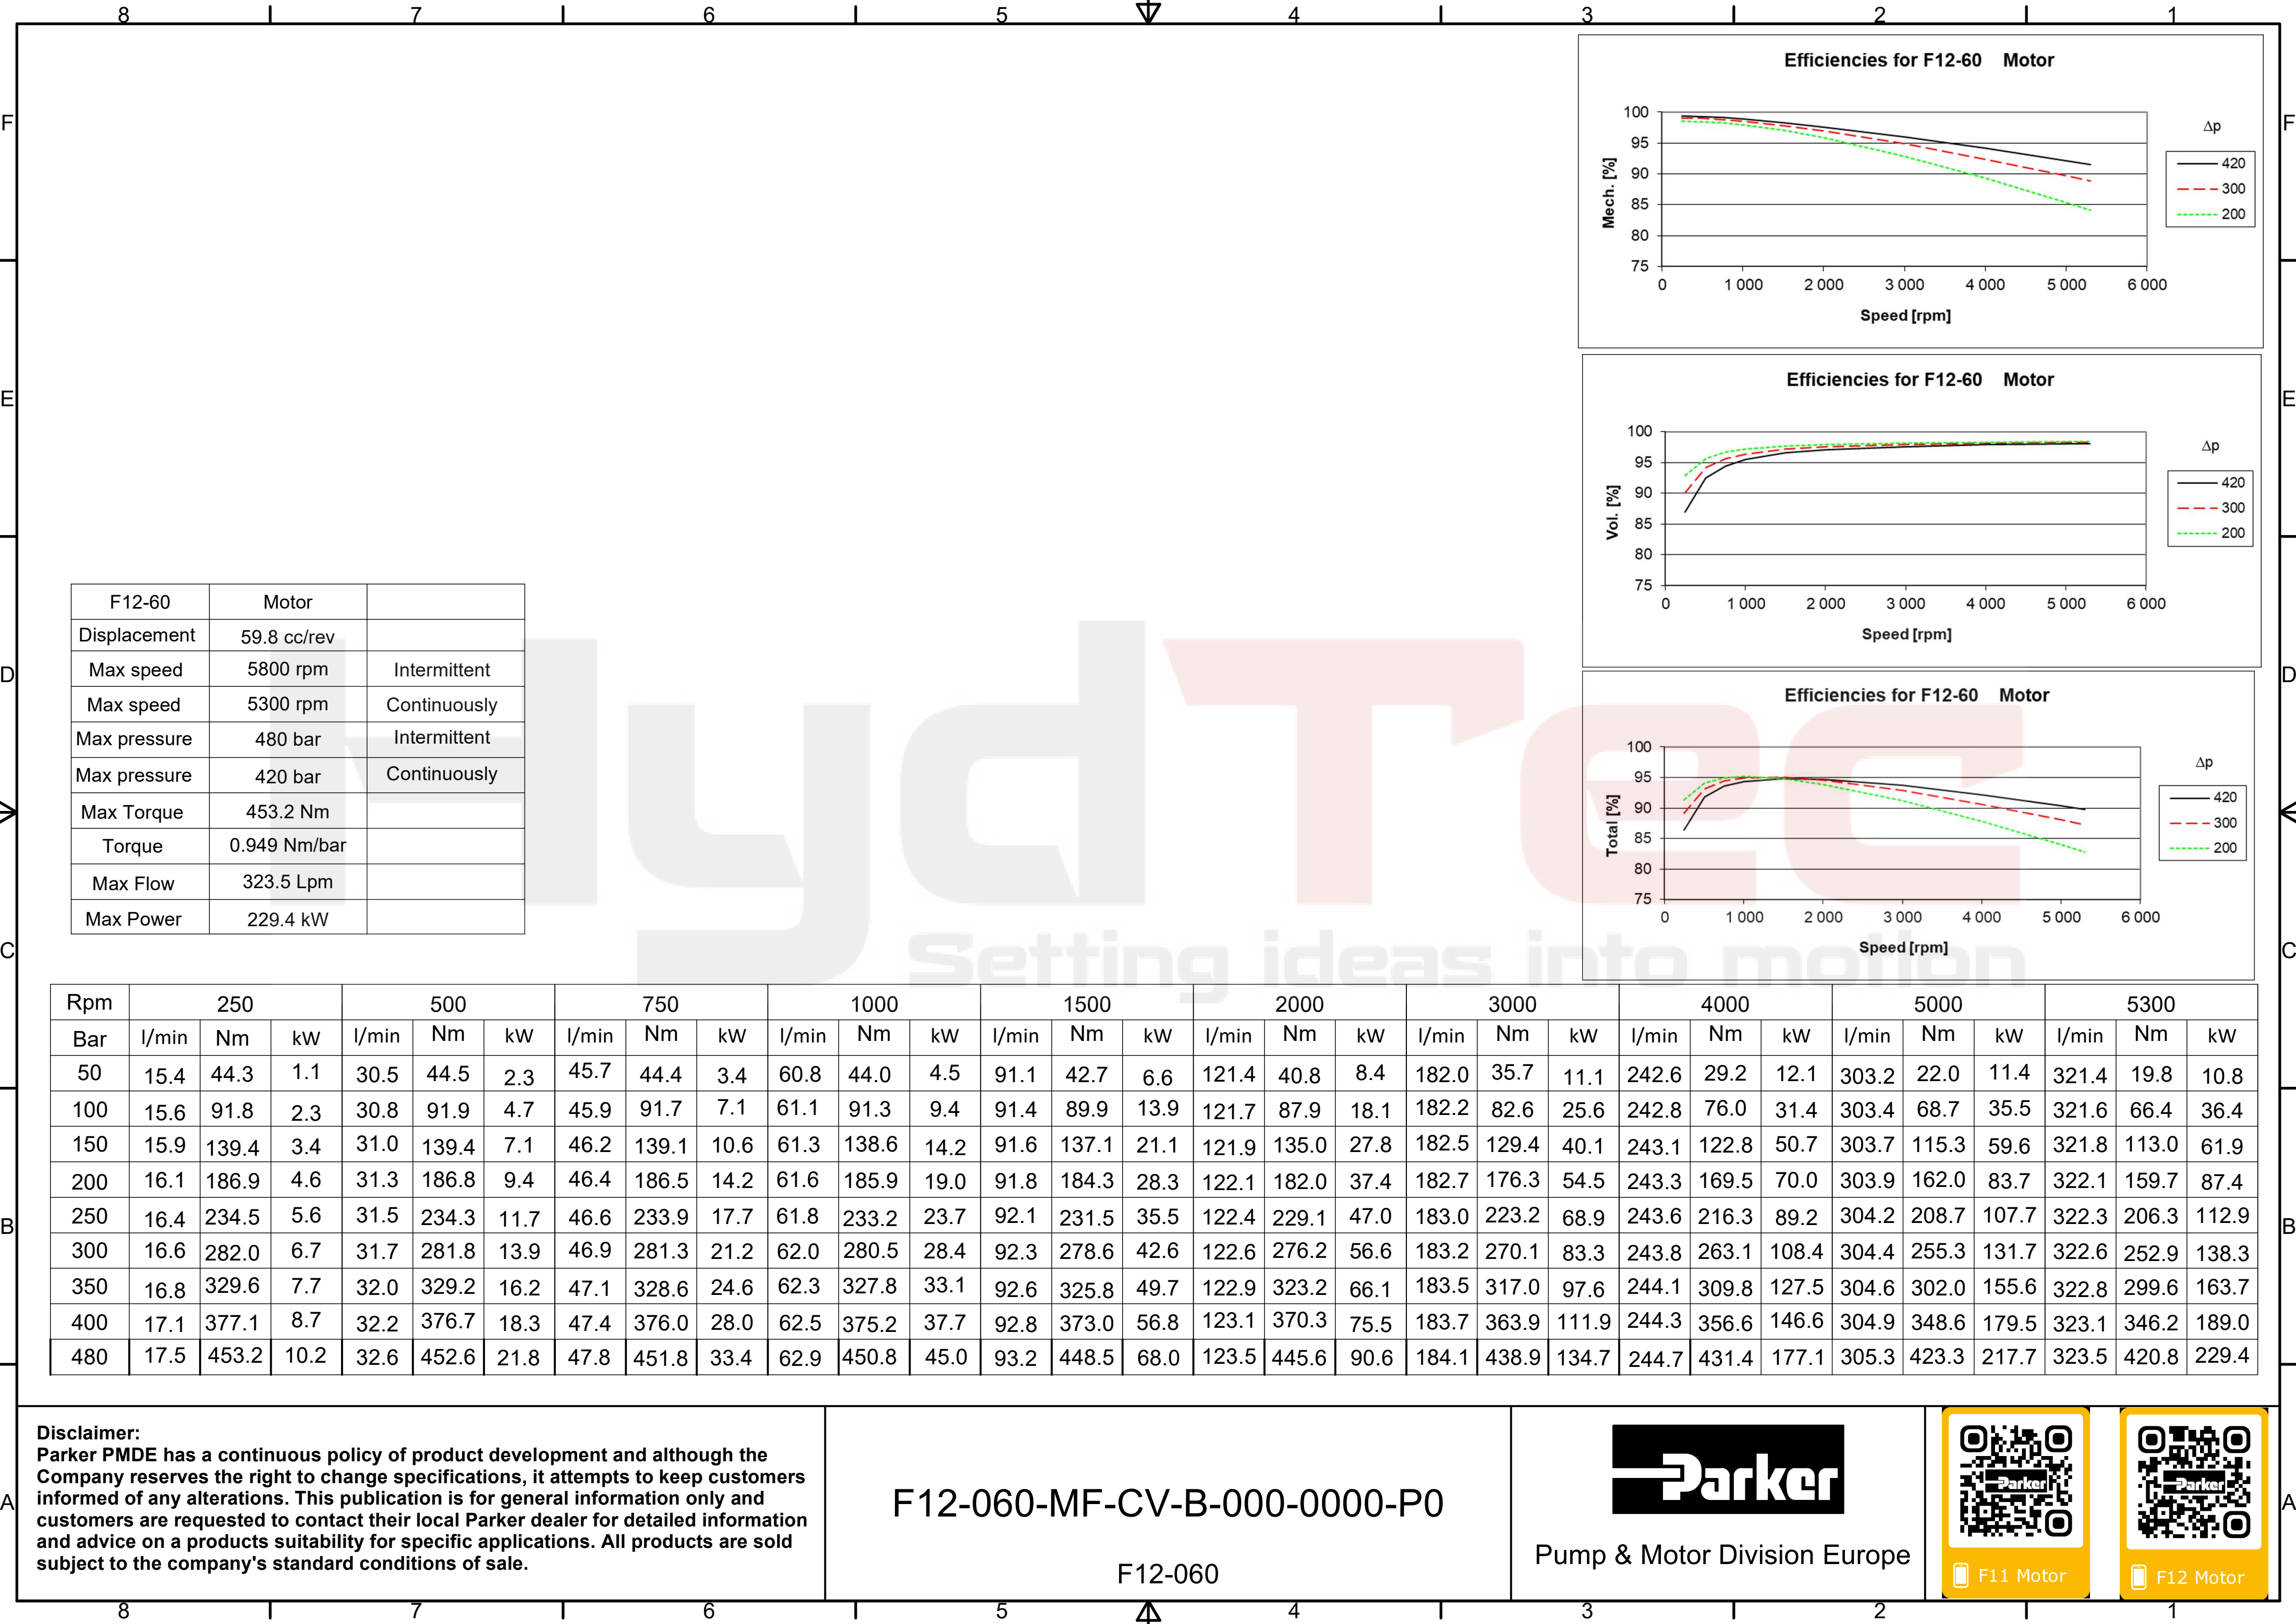 8 7 6 5 4 3 2 1
F F
E E
D D
C C
B B
A A
Efficiencies for F12-60 Motor
Mech. [%]
100
95
90
85
80
75
0 1 000 2 000 3 000 4 000 5 000 6 000
Speed [rpm]
Δp
420
300
200
Efficiencies for F12-60 Motor
Vol. [%]
100
95
90
85
80
75
0 1 000 2 000 3 000 4 000 5 000 6 000
Speed [rpm]
Δp
420
300
200
Efficiencies for F12-60 Motor
Total [%]
100
95
90
85
80
75
0 1 000 2 000 3 000 4 000 5 000 6 000
Speed [rpm]
Δp
420
300
200
F12-60 Motor
Displacement 59.8 cc/rev
Max speed 5800 rpm Intermittent
Max speed 5300 rpm Continuously
Max pressure 480 bar Intermittent
Max pressure 420 bar Continuously
Max Torque 453.2 Nm
Torque 0.949 Nm/bar
Max Flow 323.5 Lpm
Max Power 229.4 kW
HydTec
Setting ideas into motion
Rpm 250 500 750 1000 1500 2000 3000 4000 5000 5300
Bar l/min Nm kW l/min Nm kW l/min Nm kW l/min Nm kW l/min Nm kW l/min Nm kW l/min Nm kW l/min Nm kW l/min Nm kW l/min Nm kW
50 15.4 44.3 1.1 30.5 44.5 2.3 45.7 44.4 3.4 60.8 44.0 4.5 91.1 42.7 6.6 121.4 40.8 8.4 182.0 35.7 11.1 242.6 29.2 12.1 303.2 22.0 11.4 321.4 19.8 10.8
100 15.6 91.8 2.3 30.8 91.9 4.7 45.9 91.7 7.1 61.1 91.3 9.4 91.4 89.9 13.9 121.7 87.9 18.1 182.2 82.6 25.6 242.8 76.0 31.4 303.4 68.7 35.5 321.6 66.4 36.4
150 15.9 139.4 3.4 31.0 139.4 7.1 46.2 139.1 10.6 61.3 138.6 14.2 91.6 137.1 21.1 121.9 135.0 27.8 182.5 129.4 40.1 243.1 122.8 50.7 303.7 115.3 59.6 321.8 113.0 61.9
200 16.1 186.9 4.6 31.3 186.8 9.4 46.4 186.5 14.2 61.6 185.9 19.0 91.8 184.3 28.3 122.1 182.0 37.4 182.7 176.3 54.5 243.3 169.5 70.0 303.9 162.0 83.7 322.1 159.7 87.4
250 16.4 234.5 5.6 31.5 234.3 11.7 46.6 233.9 17.7 61.8 233.2 23.7 92.1 231.5 35.5 122.4 229.1 47.0 183.0 223.2 68.9 243.6 216.3 89.2 304.2 208.7 107.7 322.3 206.3 112.9
300 16.6 282.0 6.7 31.7 281.8 13.9 46.9 281.3 21.2 62.0 280.5 28.4 92.3 278.6 42.6 122.6 276.2 56.6 183.2 270.1 83.3 243.8 263.1 108.4 304.4 255.3 131.7 322.6 252.9 138.3
350 16.8 329.6 7.7 32.0 329.2 16.2 47.1 328.6 24.6 62.3 327.8 33.1 92.6 325.8 49.7 122.9 323.2 66.1 183.5 317.0 97.6 244.1 309.8 127.5 304.6 302.0 155.6 322.8 299.6 163.7
400 17.1 377.1 8.7 32.2 376.7 18.3 47.4 376.0 28.0 62.5 375.2 37.7 92.8 373.0 56.8 123.1 370.3 75.5 183.7 363.9 111.9 244.3 356.6 146.6 304.9 348.6 179.5 323.1 346.2 189.0
480 17.5 453.2 10.2 32.6 452.6 21.8 47.8 451.8 33.4 62.9 450.8 45.0 93.2 448.5 68.0 123.5 445.6 90.6 184.1 438.9 134.7 244.7 431.4 177.1 305.3 423.3 217.7 323.5 420.8 229.4
Disclaimer:
Parker PMDE has a continuous policy of product development and although the
Company reserves the right to change specifications, it attempts to keep customers
informed of any alterations. This publication is for general information only and
customers are requested to contact their local Parker dealer for detailed information
and advice on a products suitability for specific applications. All products are sold
subject to the company's standard conditions of sale.
F12-060-MF-CV-B-000-0000-P0
F12-060
Parker
Pump & Motor Division Europe
Parker
F11 Motor
Parker
F12 Motor
8 7 6 5 4 3 2 1